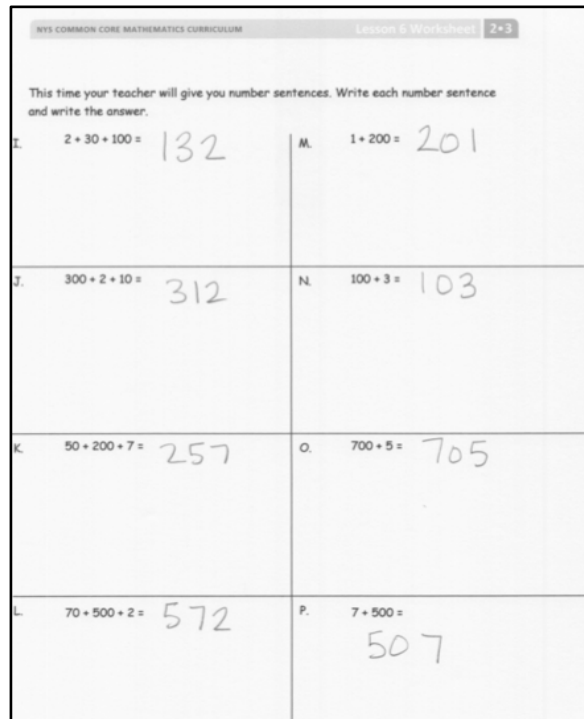 NYS COMMON CORE MATHEMATICS CURRICULUM
Lesson 6 Worksheet 2•3
This time your teacher will give you number sentences. Write each number sentence
and write the answer.
I. 2 + 30 + 100 = 132
M. 1 + 200 = 201
J. 300 + 2 + 10 = 312
N. 100 + 3 = 103
K. 50 + 200 + 7 = 257
O. 700 + 5 = 705
L. 70 + 500 + 2 = 572
P. 7 + 500 =
507